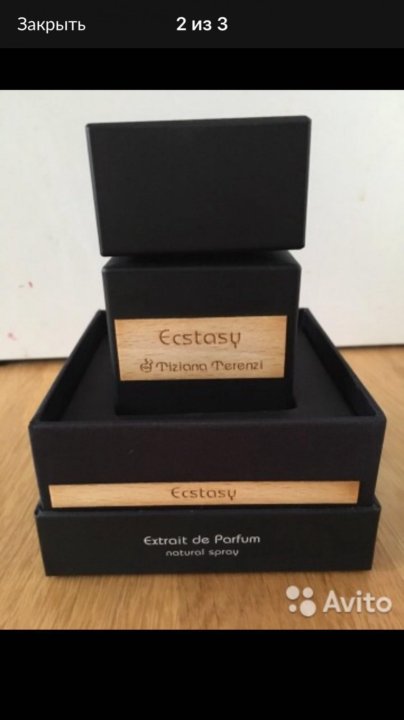 Закрыть
2 из 3
Ecstasy
Tiziana Terenzi
Ecstasy
Extrait de Parfum
natural spray
Avito